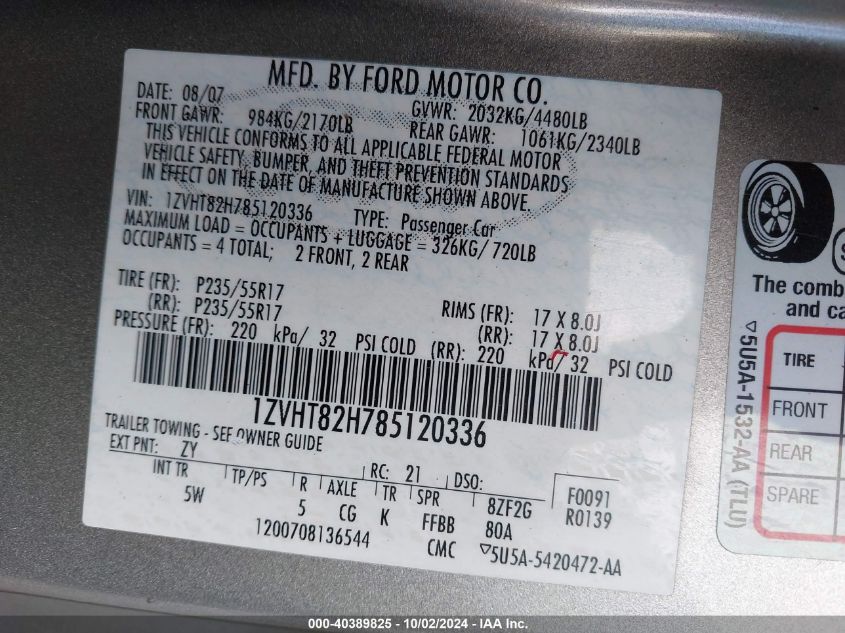 MFD. BY FORD MOTOR CO.
DATE: 08/07 GVWR: 2032KG/4480LB
FRONT GAWR: 984KG/2170LB REAR GAWR: 1061KG/2340LB
THIS VEHICLE CONFORMS TO ALL APPLICABLE FEDERAL MOTOR
VEHICLE SAFETY, BUMPER, AND THEFT PREVENTION STANDARDS
IN EFFECT ON THE DATE OF MANUFACTURE SHOWN ABOVE.
VIN: 1ZVHT82H785120336 TYPE: Passenger Car
MAXIMUM LOAD = OCCUPANTS + LUGGAGE = 326KG/720LB
OCCUPANTS = 4 TOTAL; 2 FRONT, 2 REAR
TIRE (FR): P235/55R17 RIMS (FR): 17 X 8.0J
(RR): P235/55R17 (RR): 17 X 8.0J
PRESSURE (FR): 220 kPa/ 32 PSI COLD (RR): 220 kPa/ 32 PSI COLD
1ZVHT82H785120336
TRAILER TOWING - SEE OWNER GUIDE
EXT PNT: ZY RC: 21 DSO: F0091
INT TR TP/PS R AXLE TR SPR 8ZF2G R0139
5W 5 CG K FFBB 80A
1200708136544 CMC 5U5A-5420472-AA
The comb
and ca
5U5A-1532-AA (TLU)
TIRE
FRONT
REAR
SPARE
000-40389825 - 10/02/2024 - IAA Inc.